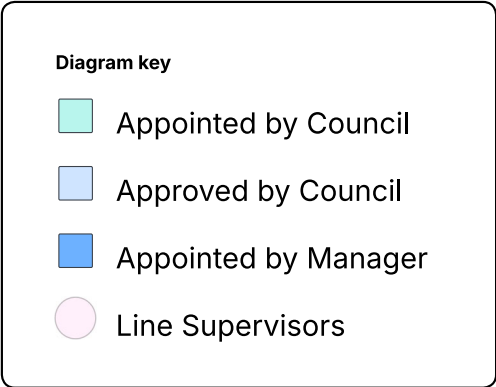 Diagram key
Appointed by Council
Approved by Council
Appointed by Manager
Line Supervisors